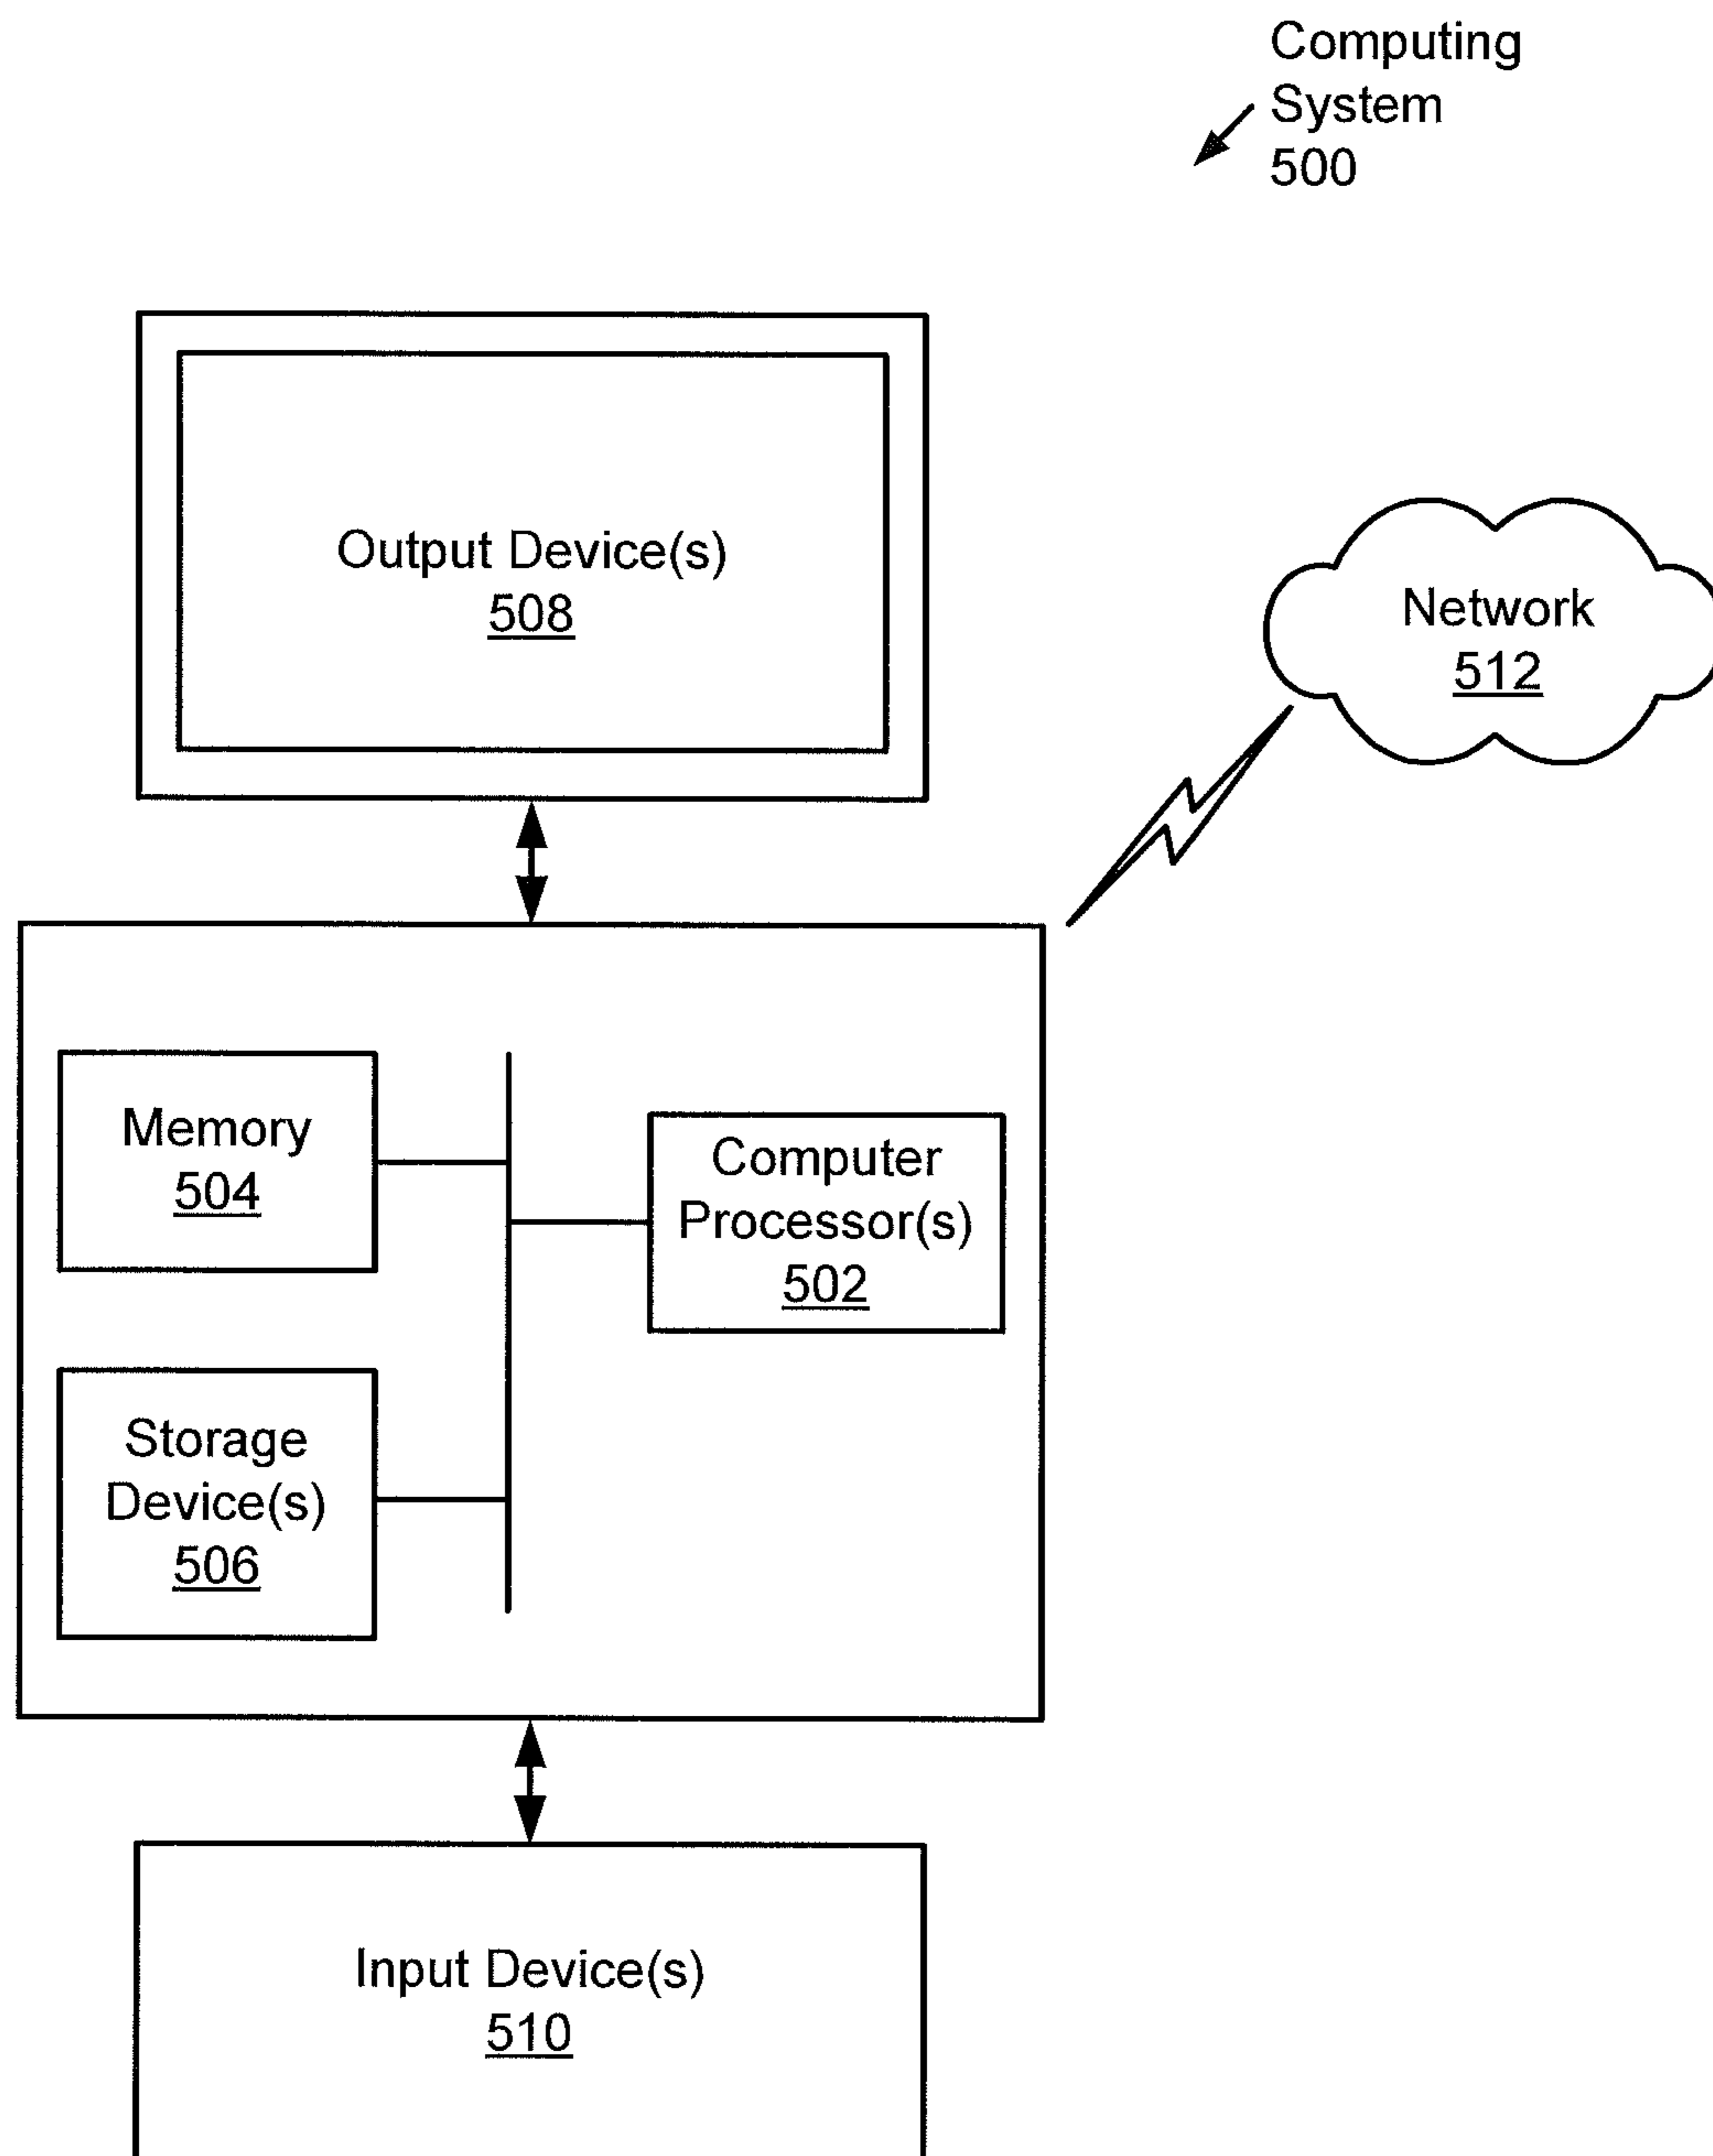 Computing
System
500
Output Device(s)
508
Network
512
Memory
504
Computer
Processor(s)
502
Storage
Device(s)
506
Input Device(s)
510